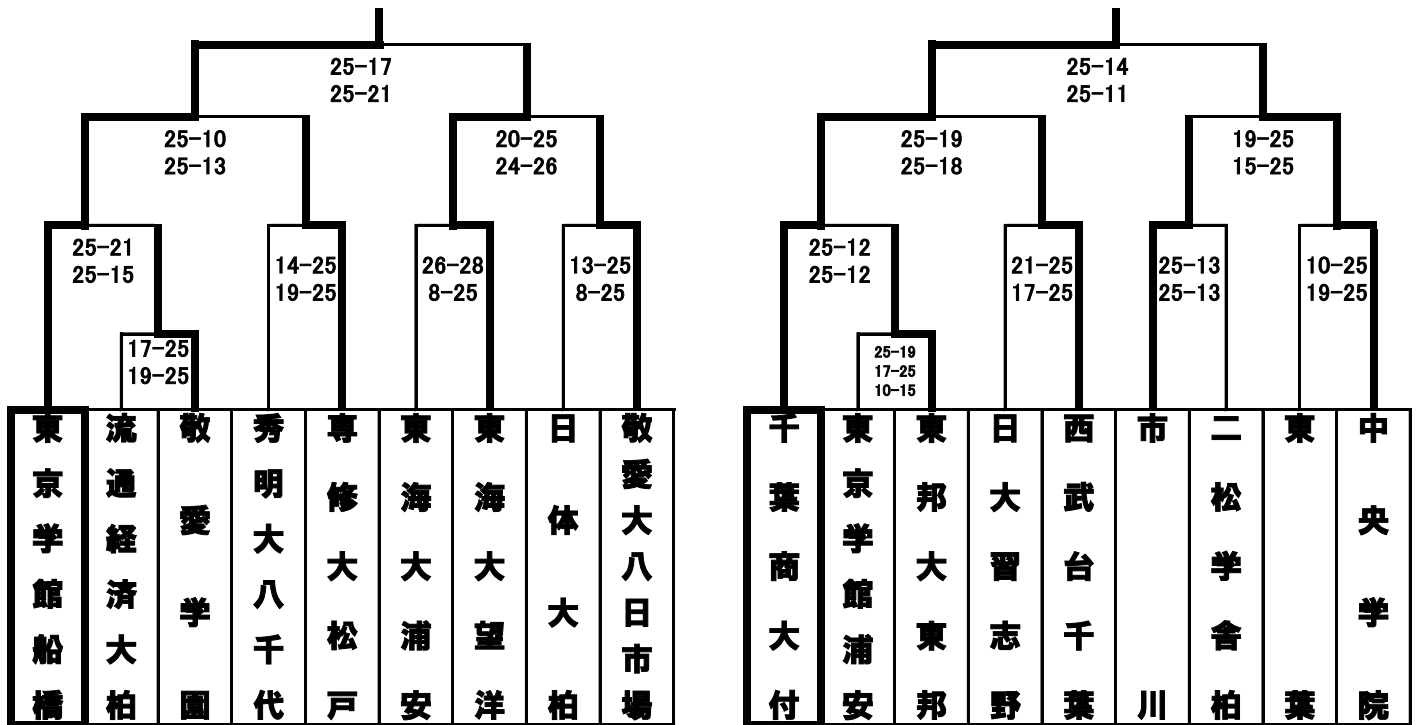 25-17
25-21
25-14
25-11
25-10
25-13
20-25
24-26
25-19
25-18
19-25
15-25
25-21
25-15
14-25
19-25
26-28
8-25
13-25
8-25
25-12
25-12
21-25
17-25
25-13
25-13
10-25
19-25
17-25
19-25
25-19
17-25
10-15
東京学館船橋
流通経済大柏
敬愛学園
秀明大八千代
専修大松戸
東海大浦安
東海大望洋
日体大柏
敬愛大八日市場
千葉商大付
東京学館浦安
東邦大東邦
日大習志野
西武台千葉
市川
二松学舎柏
東葉
中央学院